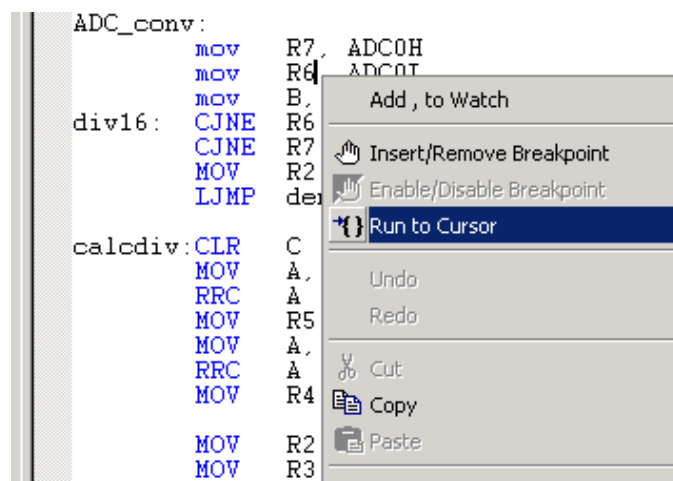 ADC_conv:
mov R7, ADC0H
mov R6,
mov B,
div16: CJNE R6
CJNE R7
MOV R2
LJMP
calcdiv:CLR C
MOV A,
RRC A
MOV R5
MOV A,
RRC A
MOV R4
MOV R2
MOV R3
Add , to Watch
Insert/Remove Breakpoint
Enable/Disable Breakpoint
Run to Cursor
Undo
Redo
Cut
Copy
Paste